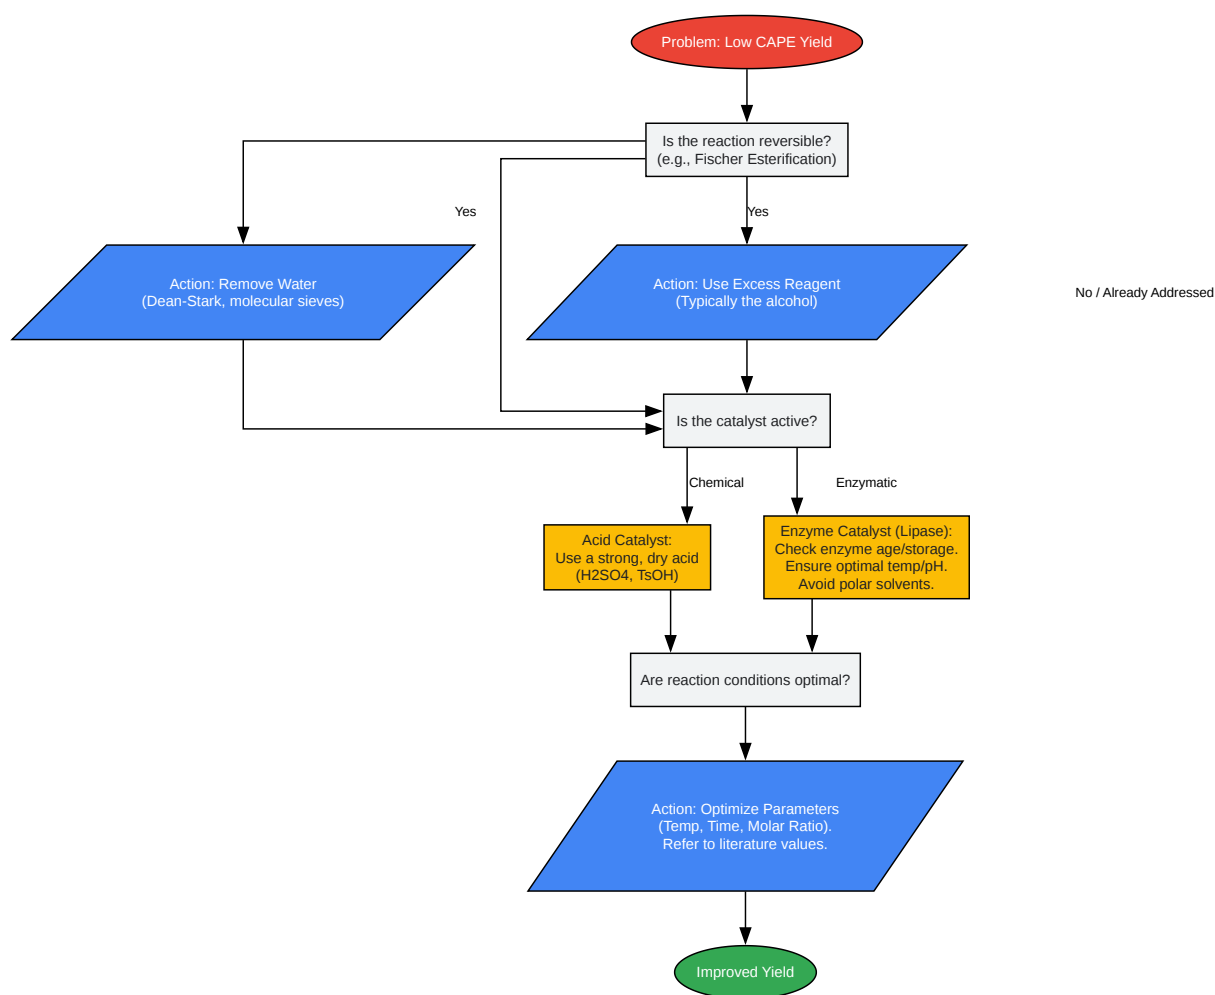 Problem: Low CAPE Yield
Is the reaction reversible?
(e.g., Fischer Esterification)
Yes
Yes
Action: Remove Water
(Dean-Stark, molecular sieves)
Action: Use Excess Reagent
(Typically the alcohol)
No / Already Addressed
Is the catalyst active?
Chemical
Enzymatic
Acid Catalyst:
Use a strong, dry acid
(H2SO4, TsOH)
Enzyme Catalyst (Lipase):
Check enzyme age/storage.
Ensure optimal temp/pH.
Avoid polar solvents.
Are reaction conditions optimal?
Action: Optimize Parameters
(Temp, Time, Molar Ratio).
Refer to literature values.
Improved Yield